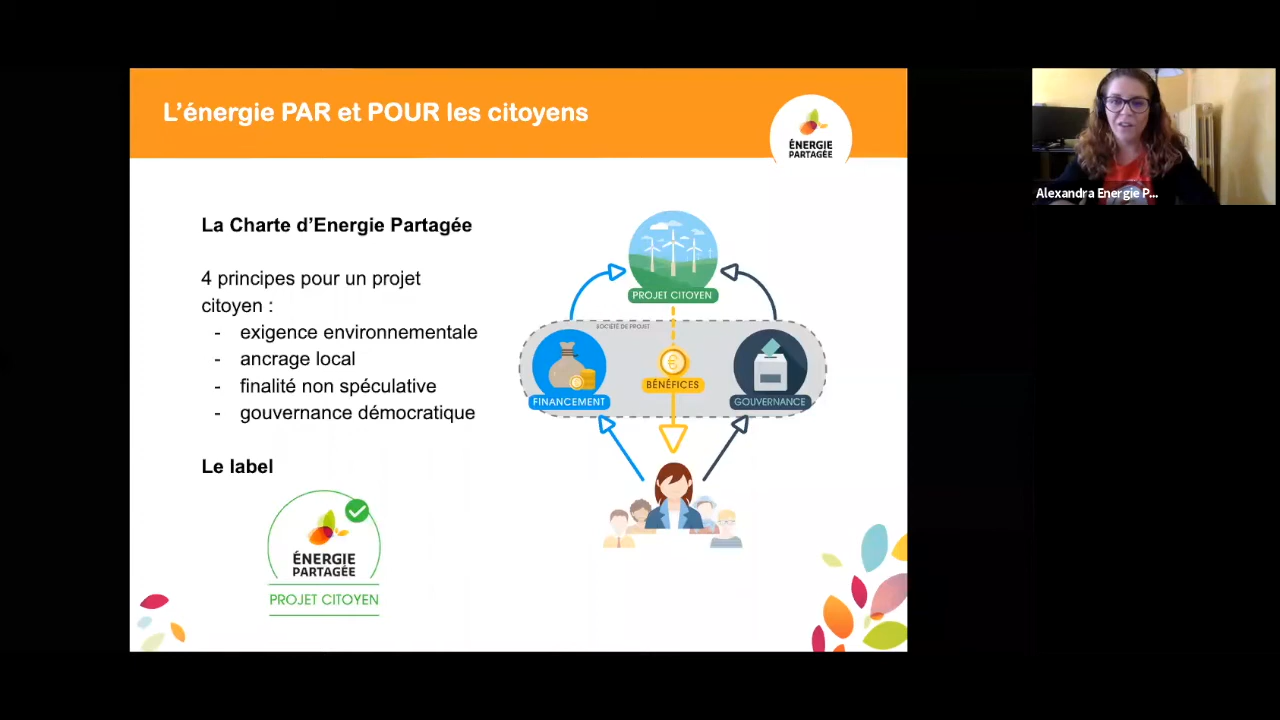 L'énergie PAR et POUR les citoyens
ÉNERGIE
PARTAGÉE
Alexandra Energie P...
La Charte d'Energie Partagée
4 principes pour un projet
citoyen :
- exigence environnementale
- ancrage local
- finalité non spéculative
- gouvernance démocratique
Le label
ÉNERGIE
PARTAGÉE
PROJET CITOYEN
PROJET CITOYEN
SOCIÉTÉ DE PROJET
€
FINANCEMENT
BÉNÉFICES
GOUVERNANCE